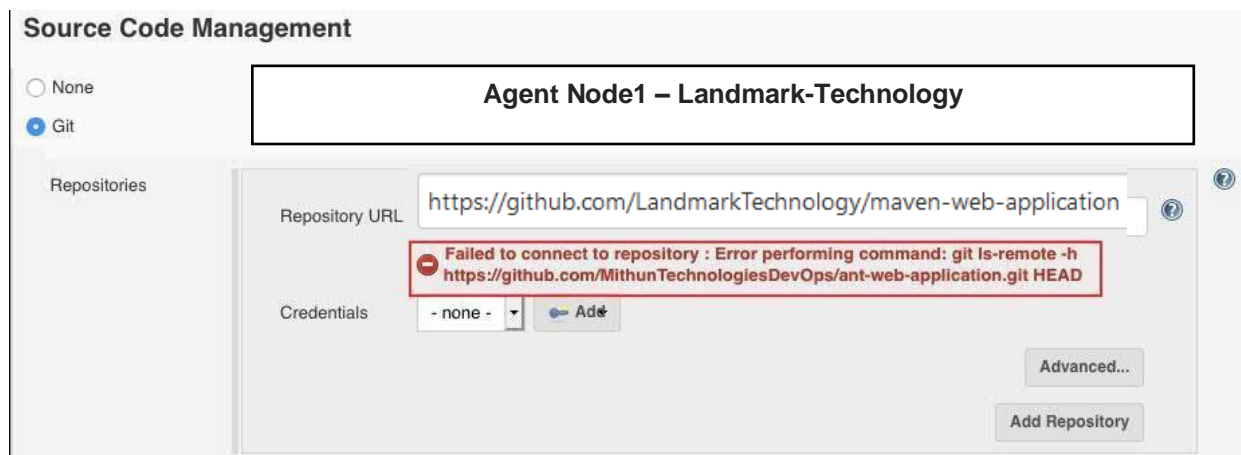 Source Code Management
None
Agent Node1 – Landmark-Technology
Git
Repositories
Repository URL
https://github.com/LandmarkTechnology/maven-web-application
Failed to connect to repository : Error performing command: git ls-remote -h
https://github.com/MithunTechnologiesDevOps/ant-web-application.git HEAD
Credentials
- none -
Add
Advanced...
Add Repository